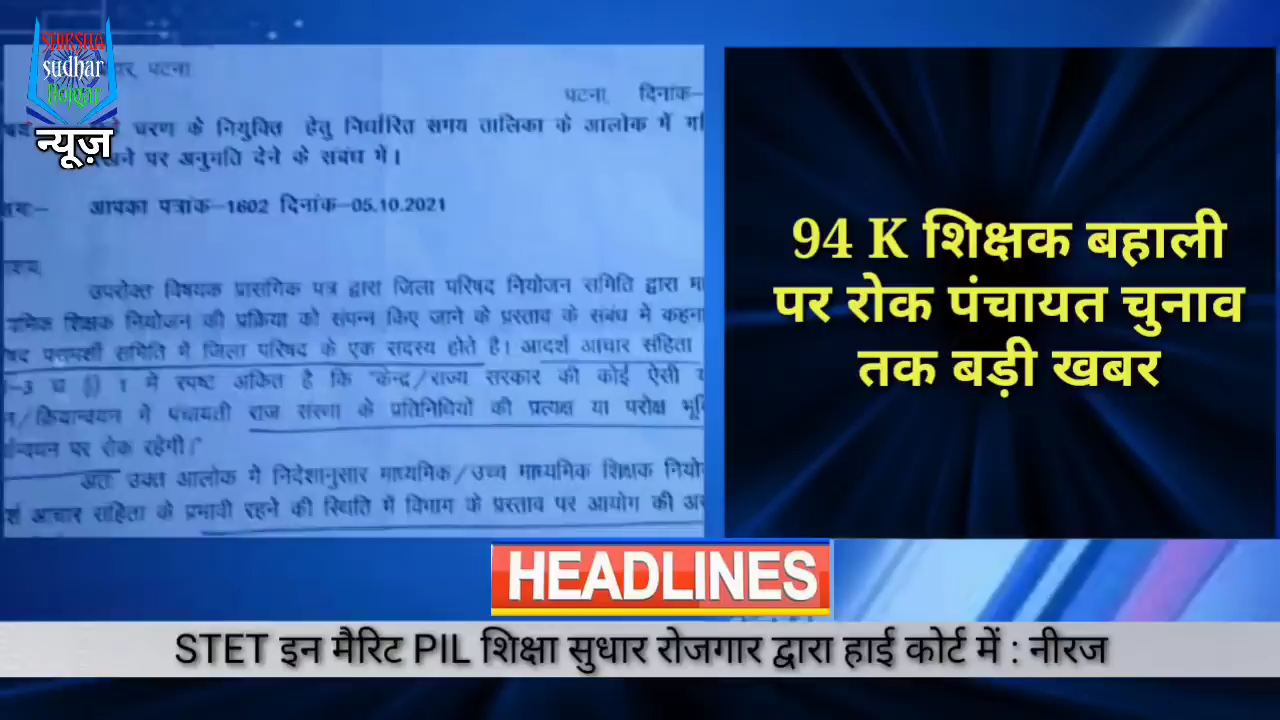 SHIKSHA
sudhar
Rojgar
न्यूज़
पटना
पटना, दिनांक-
चरण के नियुक्ति हेतु निर्धारित समय तालिका के आलोक में
पर अनुमति देने के संबंध में।
आपका पत्रांक-1602 दिनांक-05.10.2021
उपरोक्त विषयक प्रासंगिक पत्र द्वारा जिला परिषद नियोजन समिति द्वारा
शिक्षक नियोजन की प्रक्रिया को संपन्न किए जाने के प्रस्ताव के संबंध में कहना
समिति में जिला परिषद के एक सदस्य होते है। आदर्श आचार संहिता
में स्पष्ट अंकित है कि "केन्द्र/राज्य सरकार की कोई ऐसी
/क्रियान्वयन में पंचायती राज संस्था के प्रतिनिधियों की प्रत्यक्ष या परोक्ष
पर रोक रहेगी।"
अतः उक्त आलोक में निदेशानुसार माध्यमिक/उच्च माध्यमिक शिक्षक
आचार संहिता के प्रभावी रहने की स्थिति में विभाग के प्रस्ताव पर आयोग की
94 K शिक्षक बहाली
पर रोक पंचायत चुनाव
तक बड़ी खबर
HEADLINES
STET इन मैरिट PIL शिक्षा सुधार रोजगार द्वारा हाई कोर्ट में : नीरज